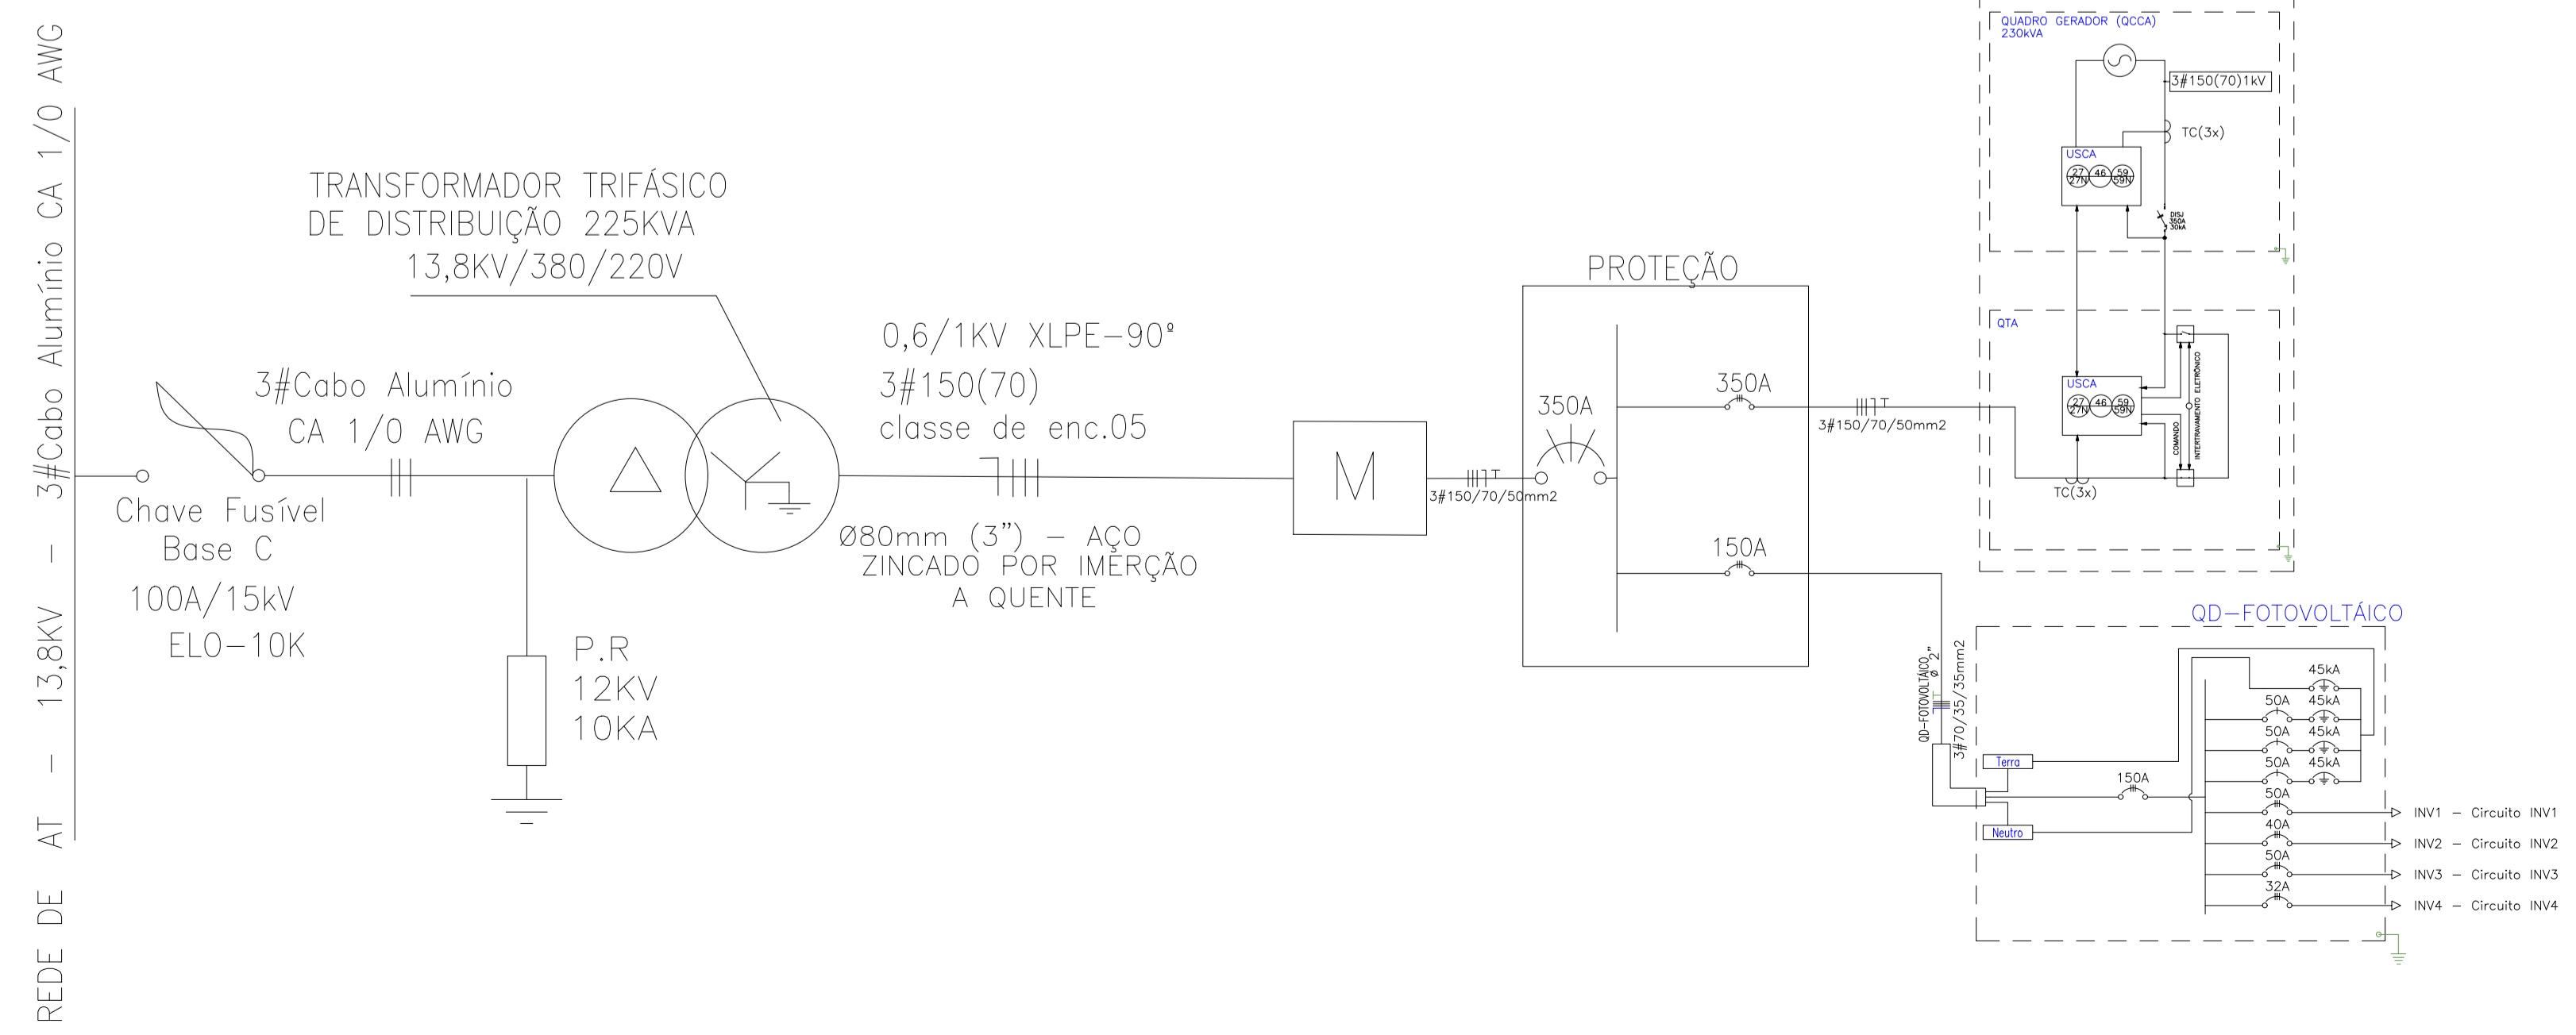 REDE DE AT - 13,8KV - 3#Cabo Alumínio CA 1/0 AWG
TRANSFORMADOR TRIFÁSICO
DE DISTRIBUIÇÃO 225KVA
13,8KV/380/220V
3#Cabo Alumínio
CA 1/0 AWG
Chave Fusível
Base C
100A/15kV
ELO-10K
P.R
12KV
10KA
0,6/1KV XLPE-90°
3#150(70)
classe de enc.05
Ø80mm (3") - AÇO
ZINCADO POR IMERÇÃO
A QUENTE
M
3#150/70/50mm2
PROTEÇÃO
350A
350A
150A
3#150/70/50mm2
QUADRO GERADOR (QCCA)
230kVA
3#150(70)1kV
TC(3x)
USCA
27 46 59
27N 59N
DISJ
350A
30kA
QTA
USCA
27 46 59
27N 59N
COMANDO
INTERTRAVAMENTO ELETRÔNICO
TC(3x)
QD-FOTOVOLTÁICO
QD-FOTOVOLTÁICO
Ø 2"
3#70/35/35mm2
Terra
Neutro
150A
45kA
50A 45kA
50A 45kA
50A 45kA
50A
INV1 - Circuito INV1
40A
INV2 - Circuito INV2
50A
INV3 - Circuito INV3
32A
INV4 - Circuito INV4